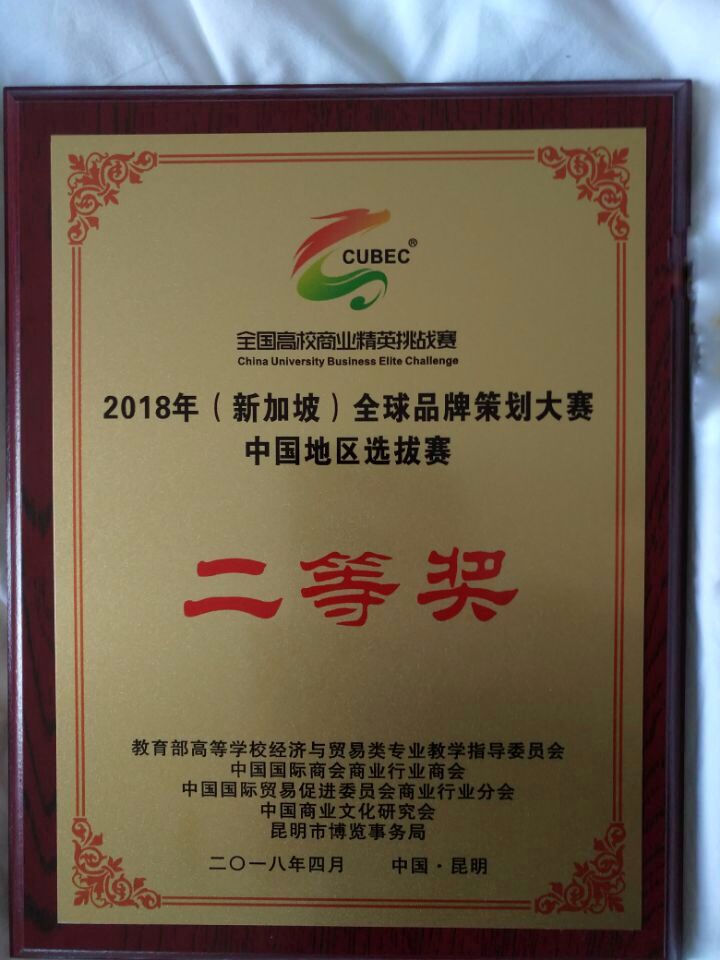 CUBEC®
全国高校商业精英挑战赛
China University Business Elite Challenge
2018年（新加坡）全球品牌策划大赛
中国地区选拔赛
二等奖
教育部高等学校经济与贸易类专业教学指导委员会
中国国际商会商业行业商会
中国国际贸易促进委员会商业行业分会
中国商业文化研究会
昆明市博览事务局
二〇一八年四月 中国·昆明